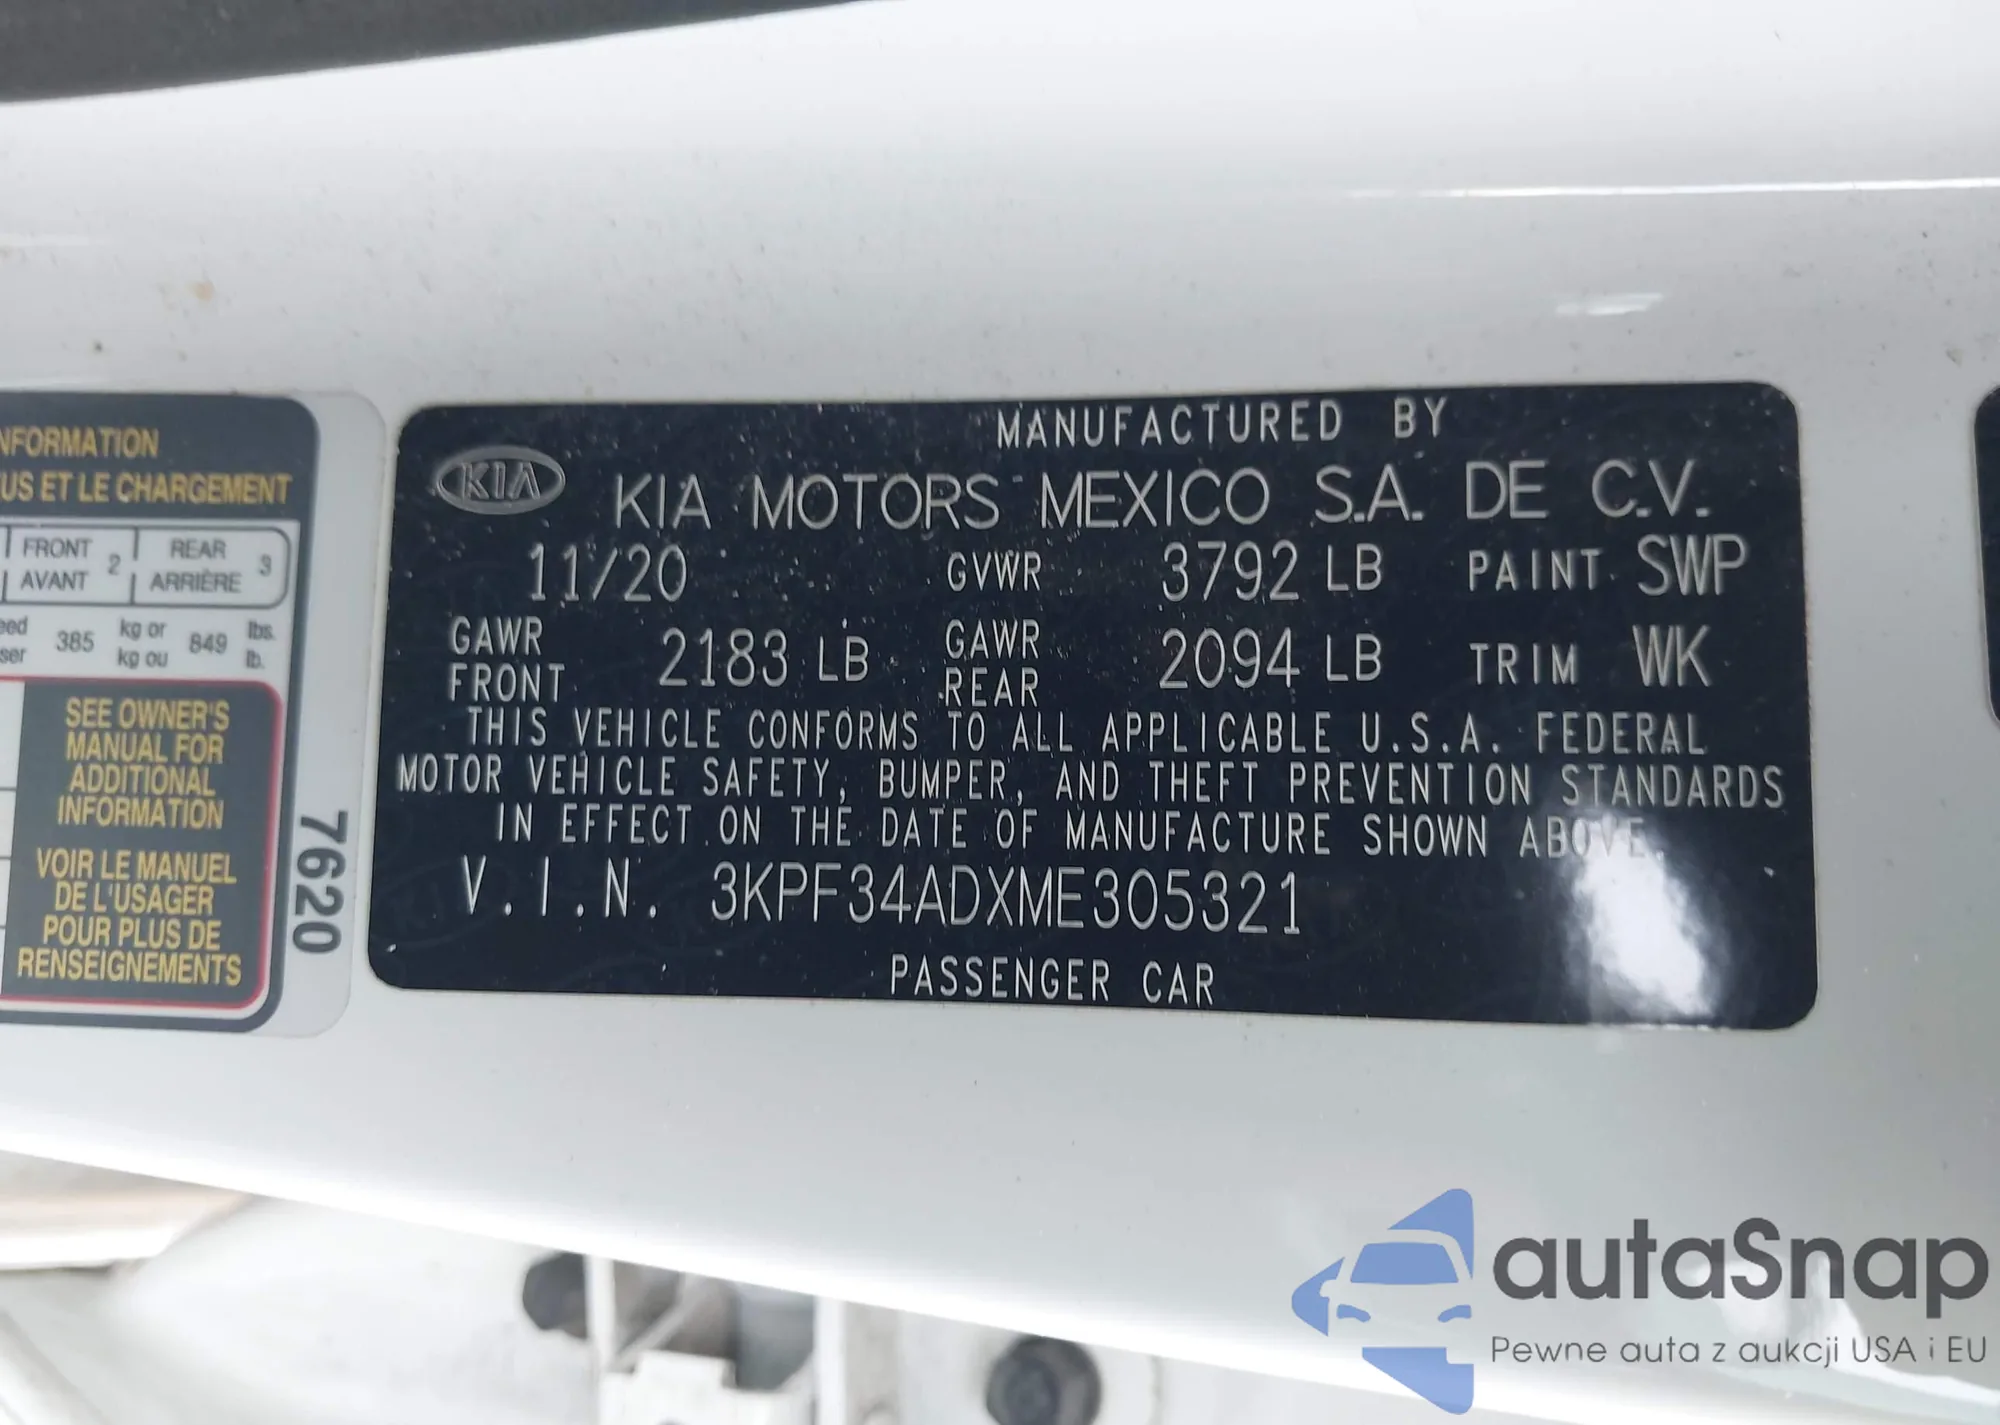 NFORMATION
US ET LE CHARGEMENT
FRONT 2 REAR 3
AVANT ARRIÈRE
385 kg or 849 lbs.
kg ou lb.
SEE OWNER'S
MANUAL FOR
ADDITIONAL
INFORMATION
VOIR LE MANUEL
DE L'USAGER
POUR PLUS DE
RENSEIGNEMENTS
7620
MANUFACTURED BY
KIA KIA MOTORS MEXICO S.A. DE C.V.
11/20 GVWR 3792 LB PAINT SWP
GAWR FRONT 2183 LB GAWR REAR 2094 LB TRIM WK
THIS VEHICLE CONFORMS TO ALL APPLICABLE U.S.A. FEDERAL
MOTOR VEHICLE SAFETY, BUMPER, AND THEFT PREVENTION STANDARDS
IN EFFECT ON THE DATE OF MANUFACTURE SHOWN ABOVE.
V.I.N. 3KPF34ADXME305321
PASSENGER CAR
autaSnap
Pewne auta z aukcji USA i EU